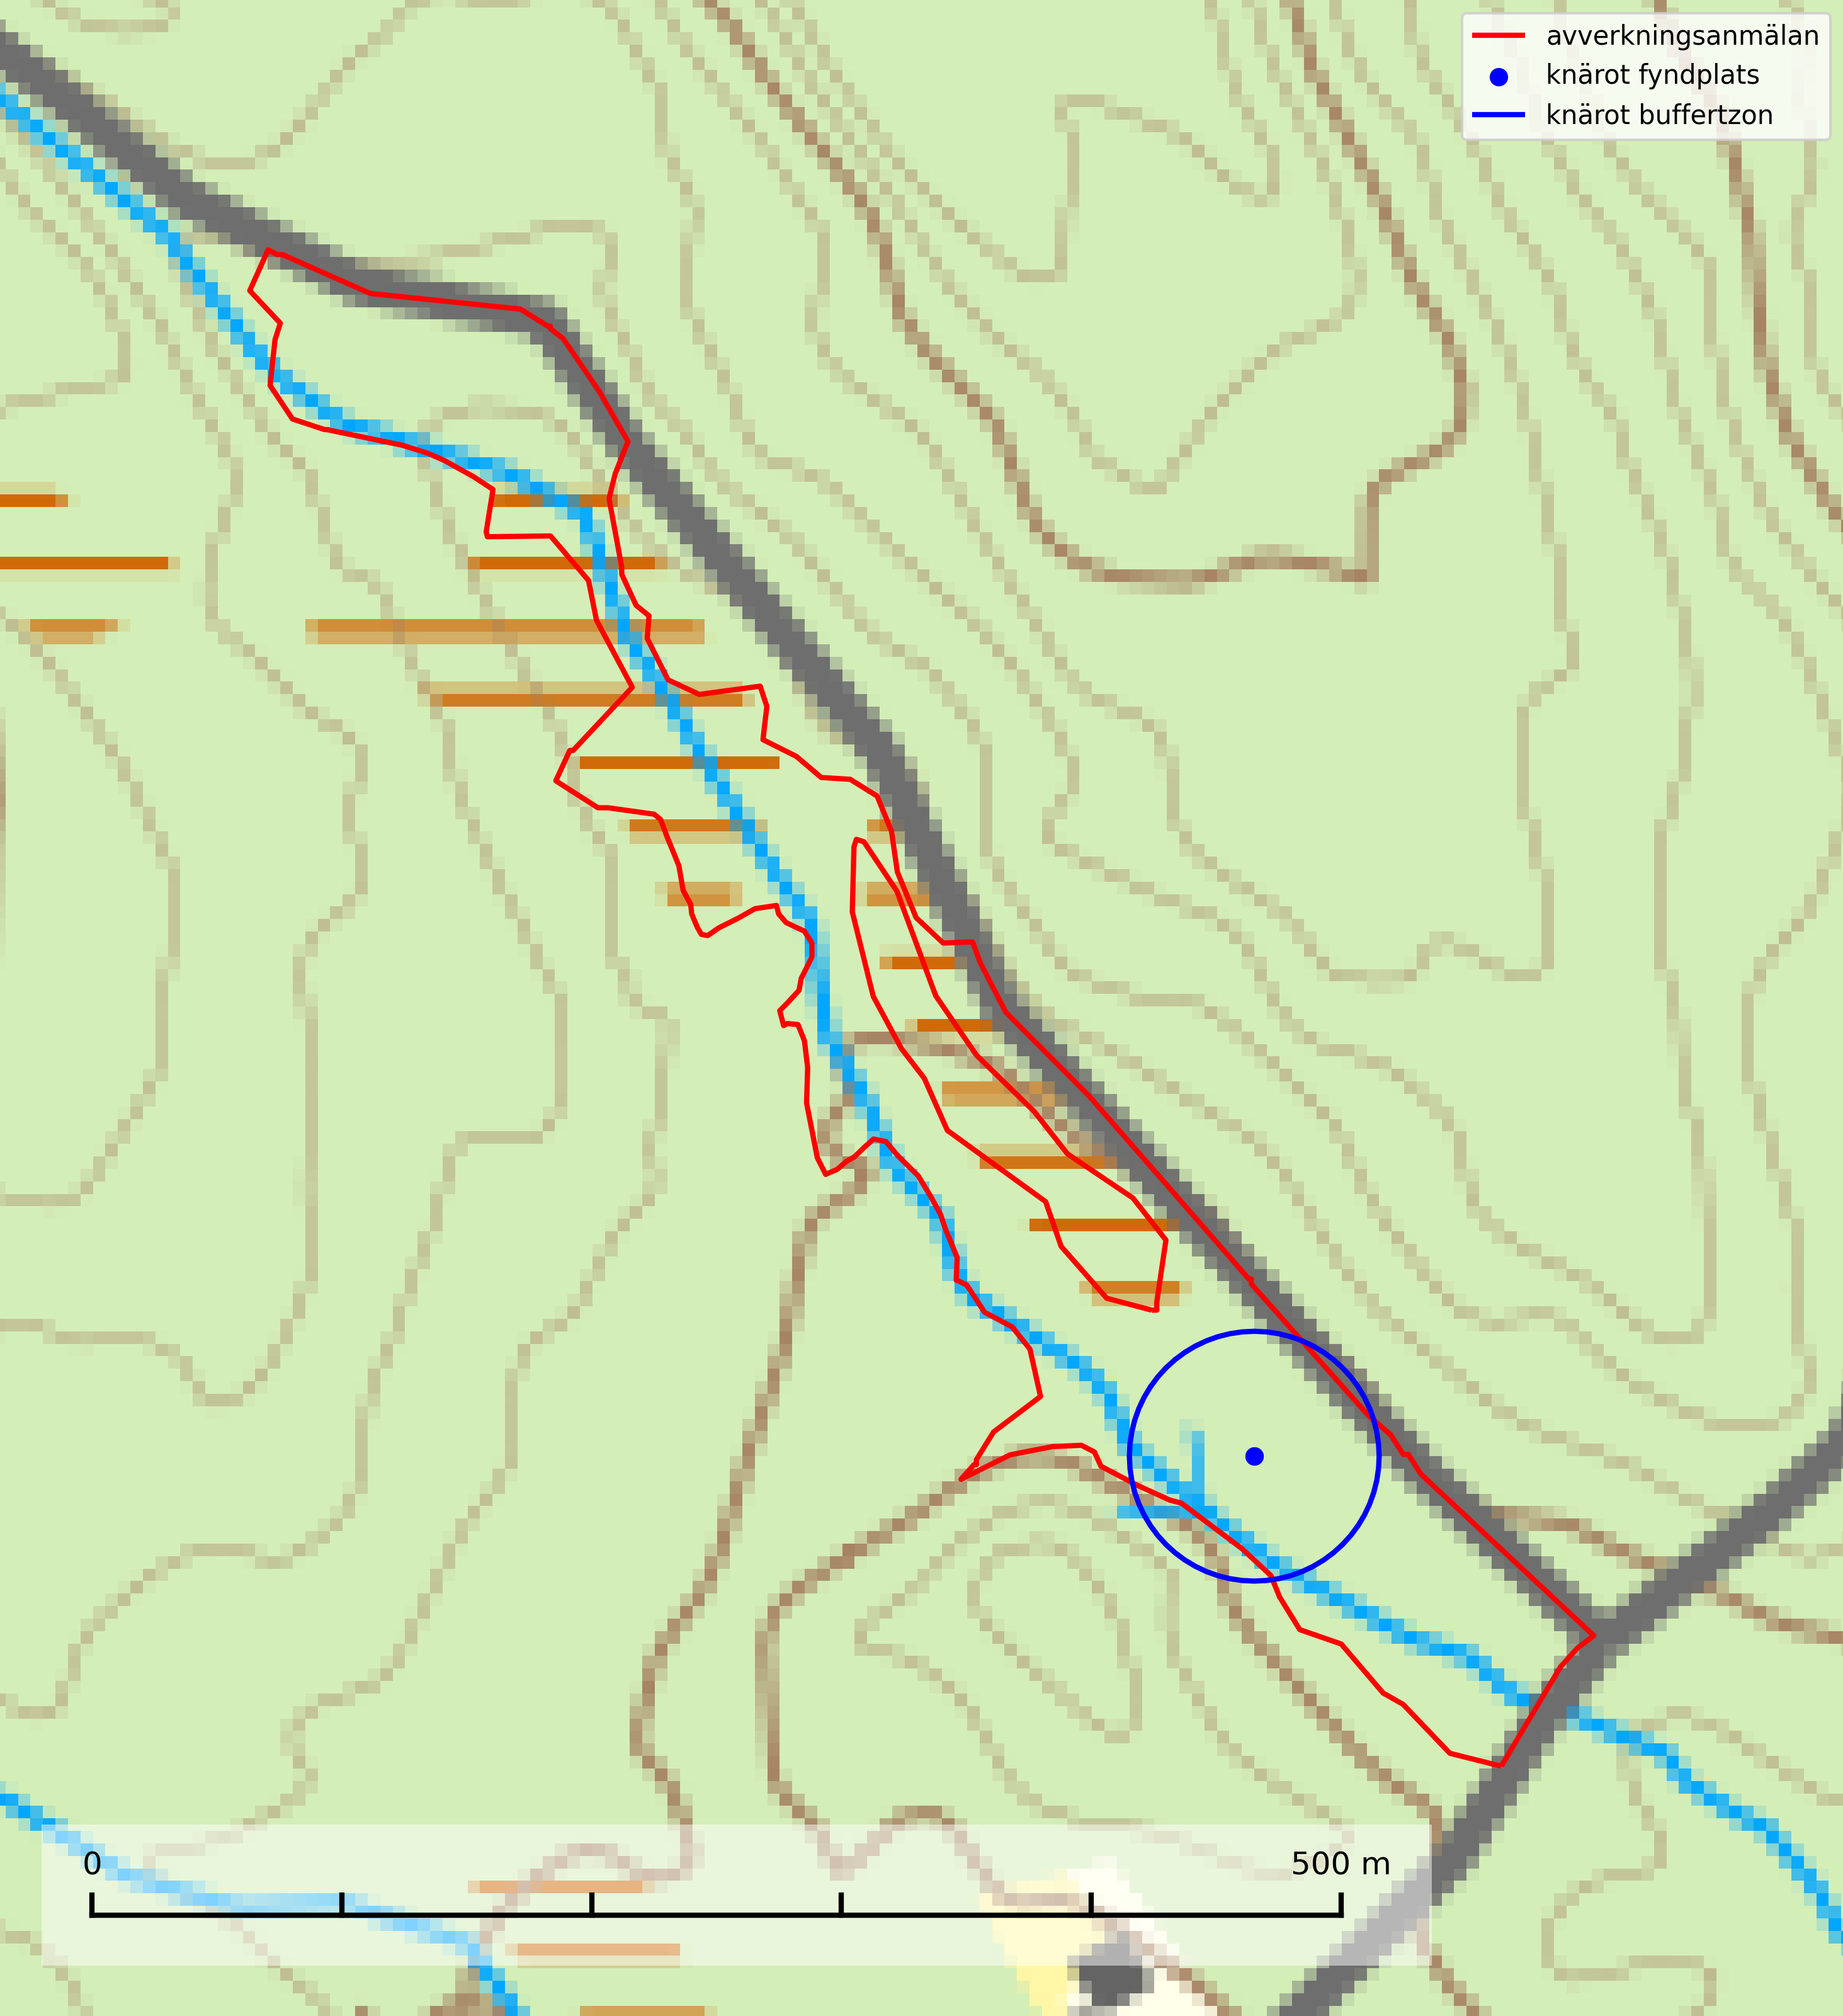 avverkningsanmälan
knärot fyndplats
knärot buffertzon
0
500 m